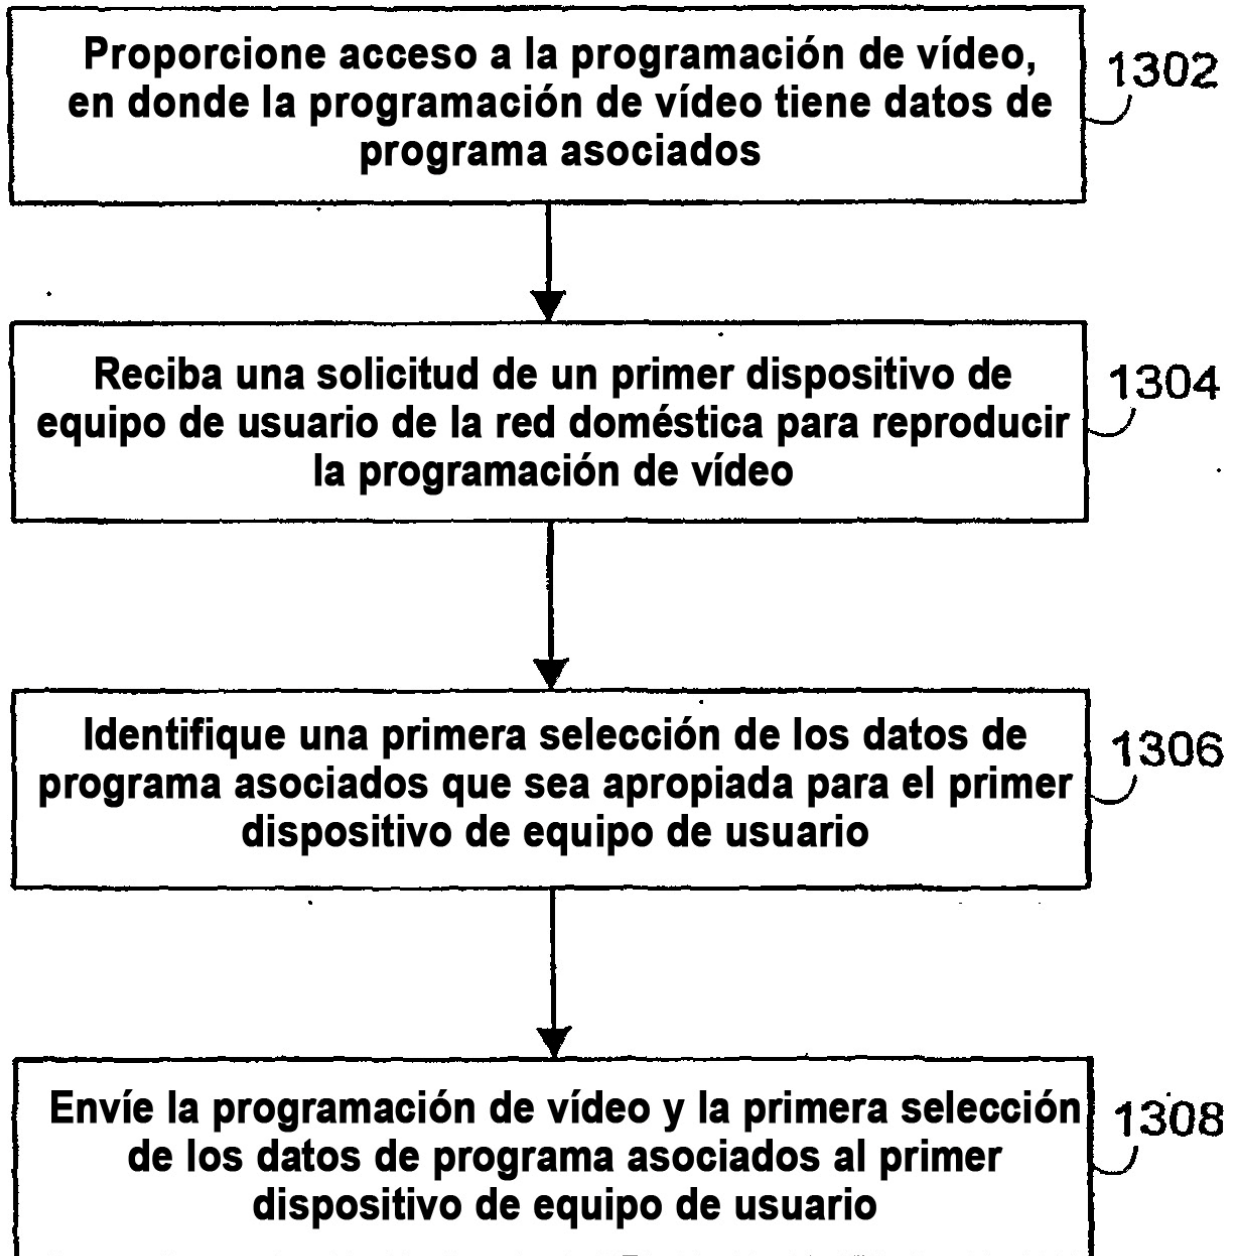 Proporcione acceso a la programación de vídeo,
en donde la programación de vídeo tiene datos de
programa asociados
1302
Reciba una solicitud de un primer dispositivo de
equipo de usuario de la red doméstica para reproducir
la programación de vídeo
1304
Identifique una primera selección de los datos de
programa asociados que sea apropiada para el primer
dispositivo de equipo de usuario
1306
Envíe la programación de vídeo y la primera selección
de los datos de programa asociados al primer
dispositivo de equipo de usuario
1308